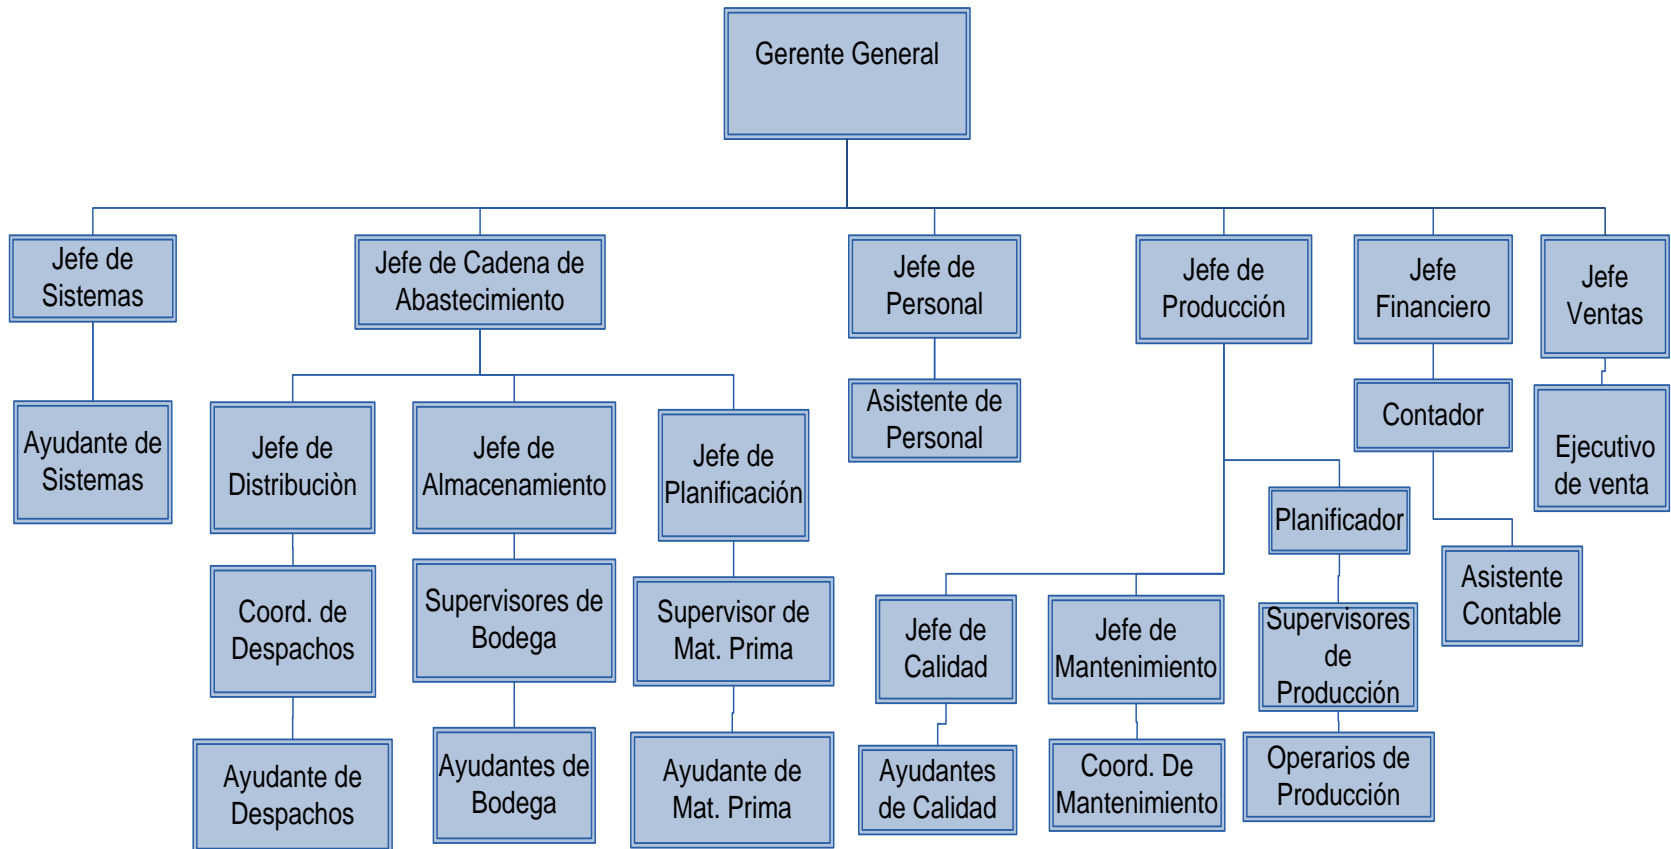 Gerente General
Jefe de
Sistemas
Jefe de Cadena de
Abastecimiento
Jefe de
Personal
Jefe de
Producción
Jefe
Financiero
Jefe
Ventas
Ayudante de
Sistemas
Jefe de
Distribuciòn
Jefe de
Almacenamiento
Jefe de
Planificación
Asistente de
Personal
Contador
Ejecutivo
de venta
Planificador
Coord. de
Despachos
Supervisores de
Bodega
Supervisor de
Mat. Prima
Jefe de
Calidad
Jefe de
Mantenimiento
Supervisores
de
Producción
Asistente
Contable
Ayudante de
Despachos
Ayudantes de
Bodega
Ayudante de
Mat. Prima
Ayudantes
de Calidad
Coord. De
Mantenimiento
Operarios de
Producción